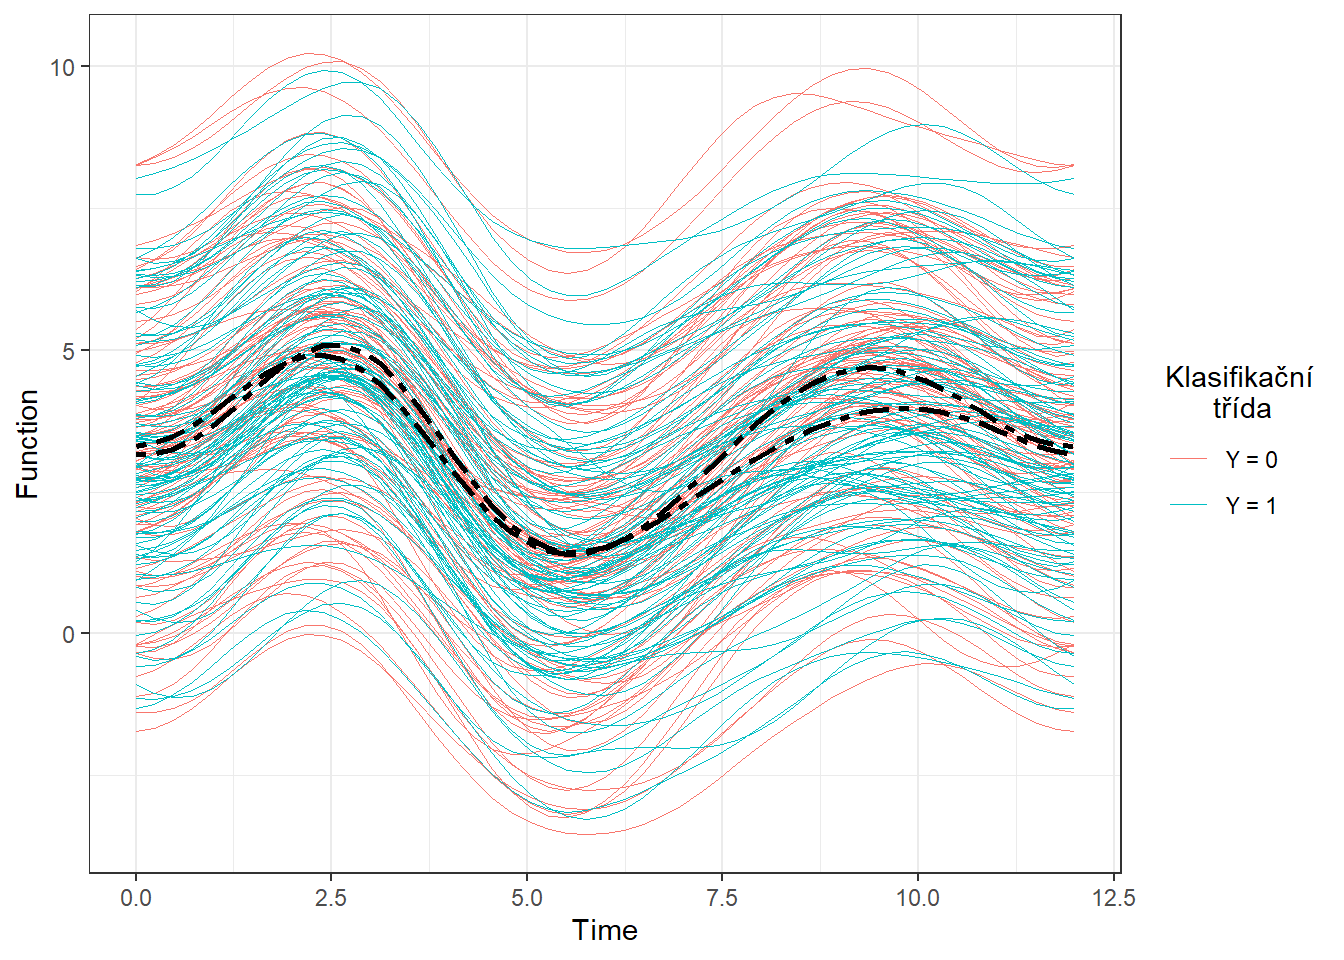 10
5
0
Function
0.0 2.5 5.0 7.5 10.0 12.5
Time
Klasifikační
třída
Y = 0
Y = 1